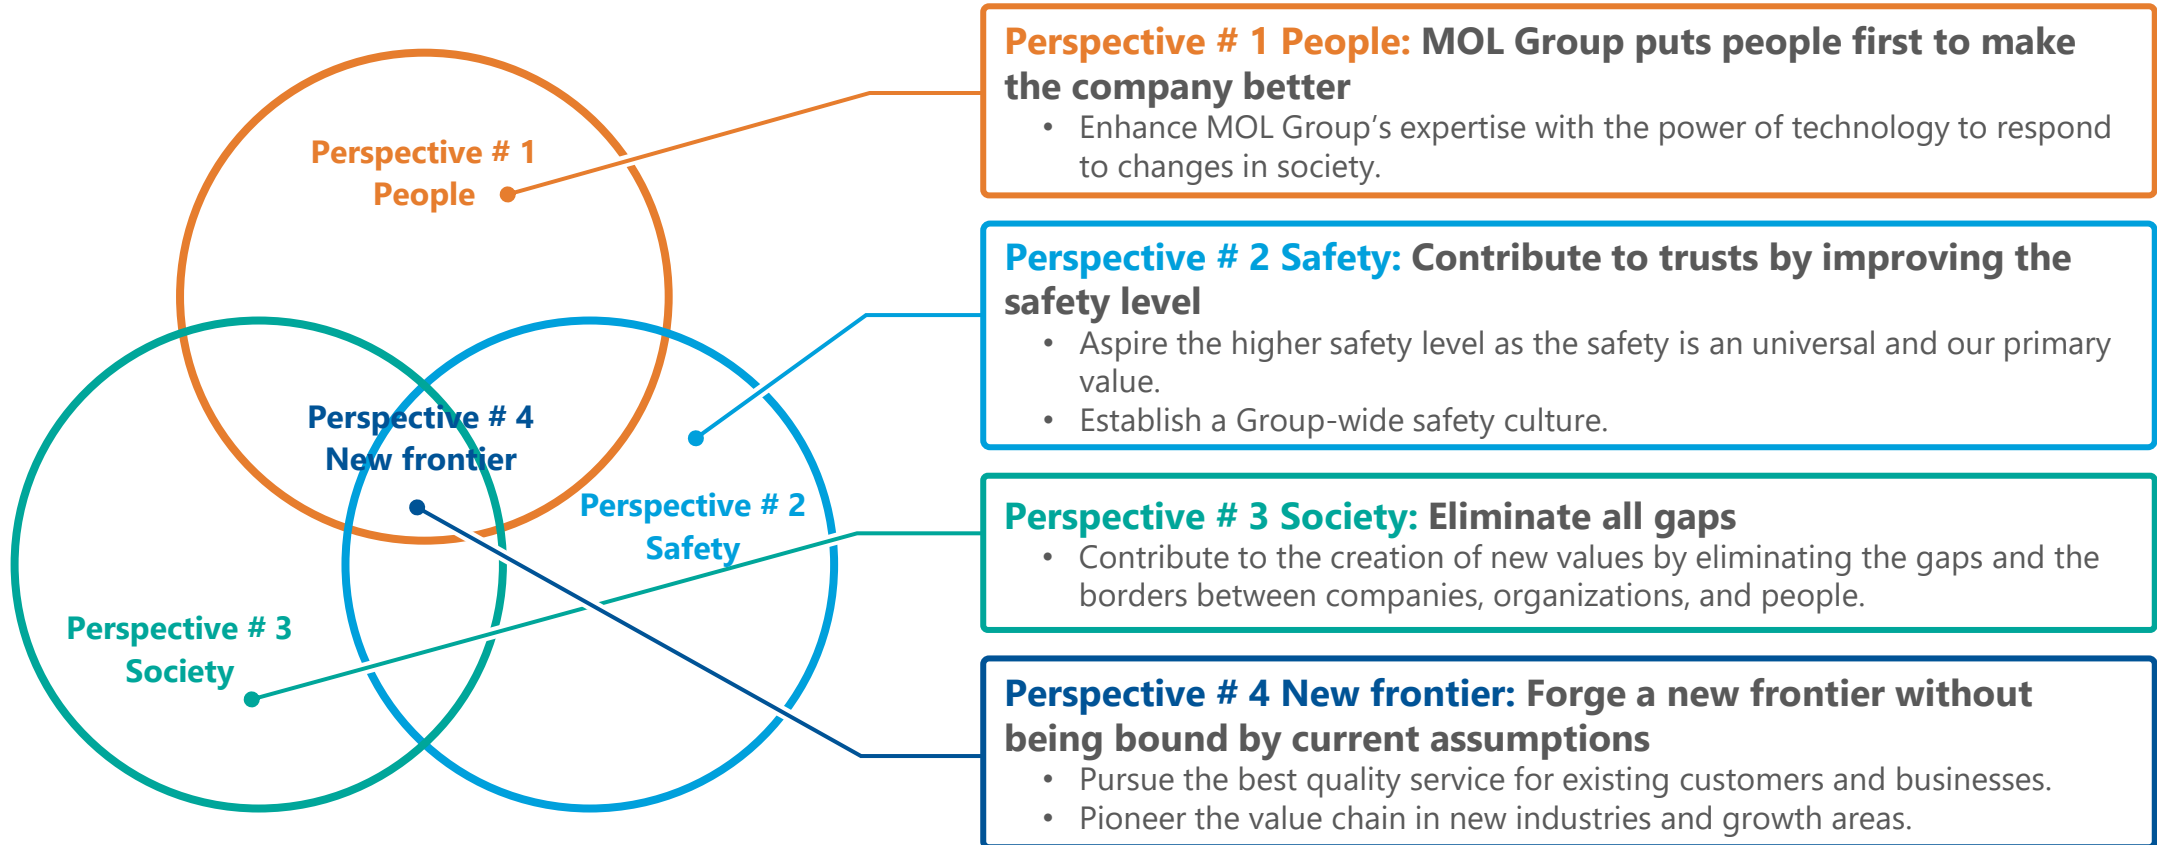 Perspective # 1
People
Perspective # 4
New frontier
Perspective # 2
Safety
Perspective # 3
Society
Perspective # 1 People: MOL Group puts people first to make
the company better
• Enhance MOL Group’s expertise with the power of technology to respond
to changes in society.
Perspective # 2 Safety: Contribute to trusts by improving the
safety level
• Aspire the higher safety level as the safety is an universal and our primary
value.
• Establish a Group-wide safety culture.
Perspective # 3 Society: Eliminate all gaps
• Contribute to the creation of new values by eliminating the gaps and the
borders between companies, organizations, and people.
Perspective # 4 New frontier: Forge a new frontier without
being bound by current assumptions
• Pursue the best quality service for existing customers and businesses.
• Pioneer the value chain in new industries and growth areas.